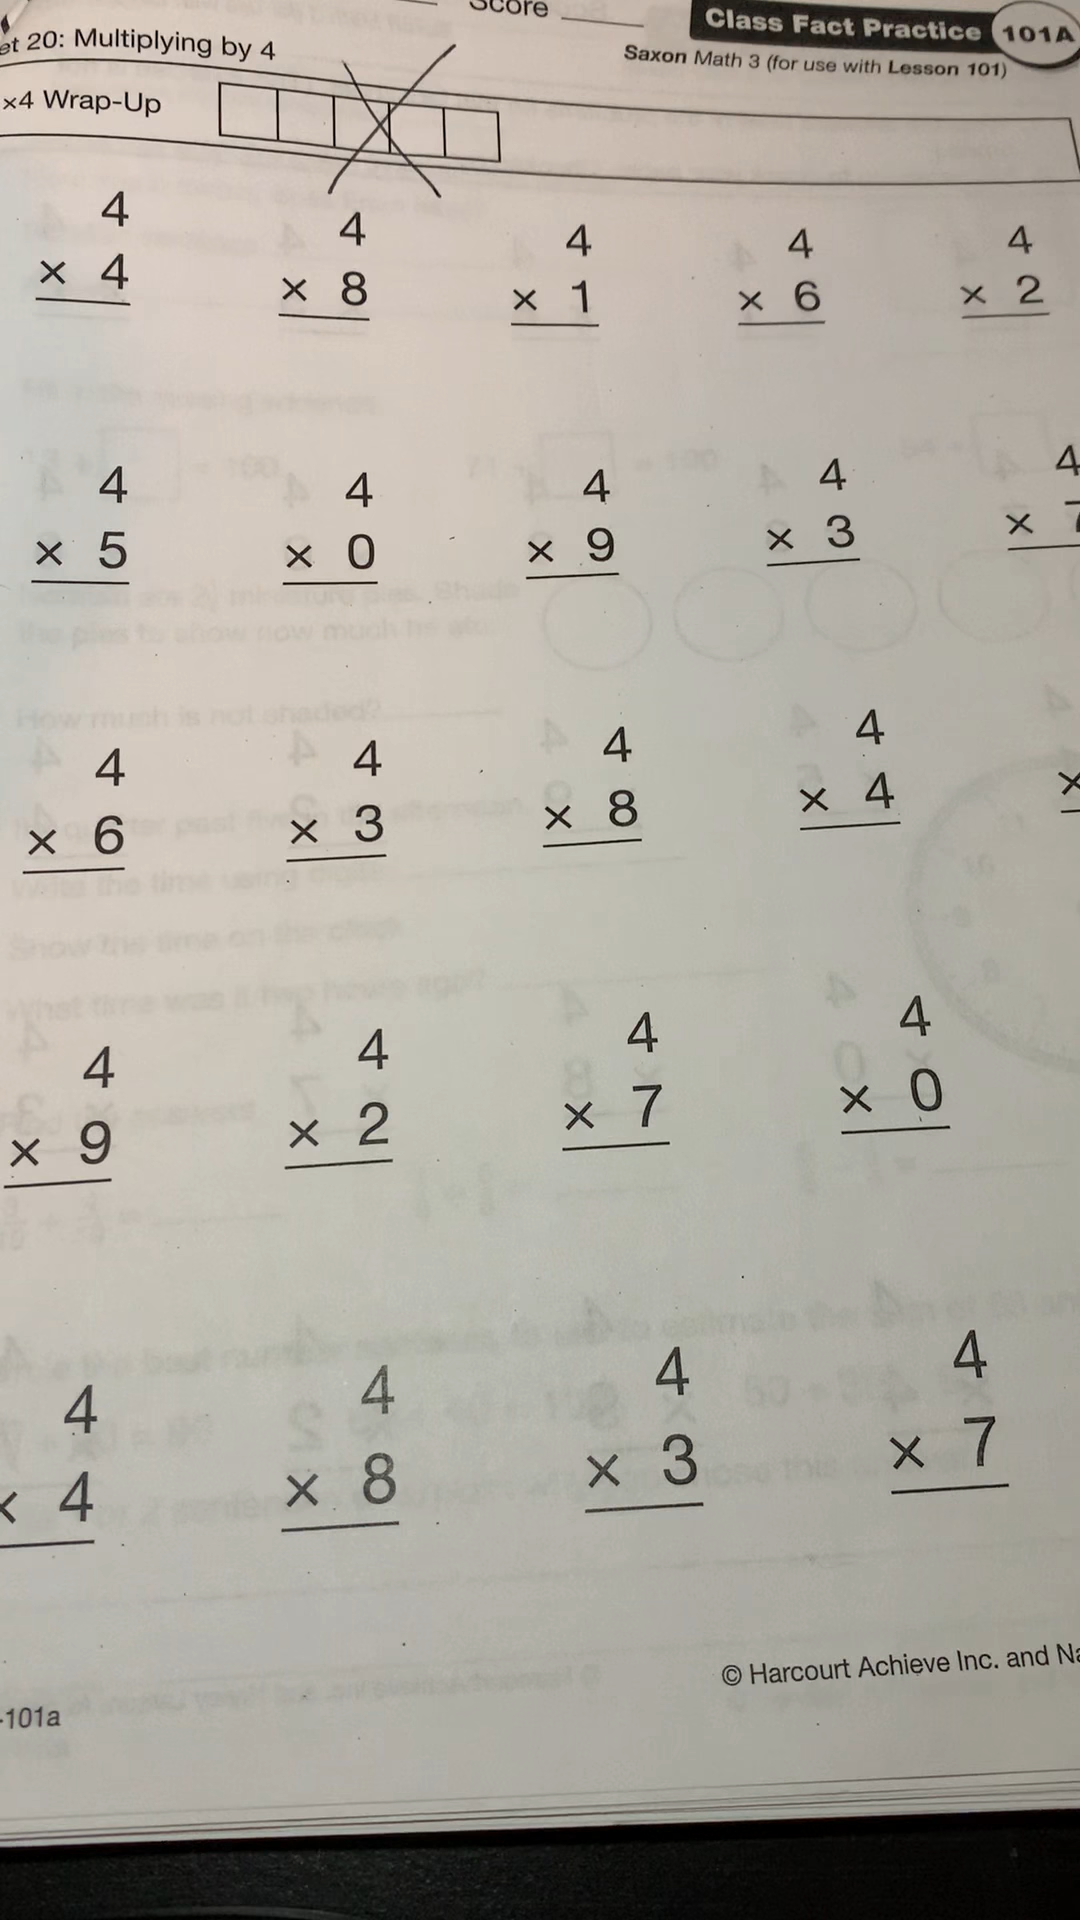 Score
Class Fact Practice 101A
et 20: Multiplying by 4
Saxon Math 3 (for use with Lesson 101)
×4 Wrap-Up
4 4 4 4 4
× 4 × 8 × 1 × 6 × 2
4 4 4 4 4
× 5 × 0 × 9 × 3 × 7
4 4 4 4
× 6 × 3 × 8 × 4 ×
4 4 4 4
× 9 × 2 × 7 × 0
4 4 4 4
× 4 × 8 × 3 × 7
© Harcourt Achieve Inc. and Na
-101a